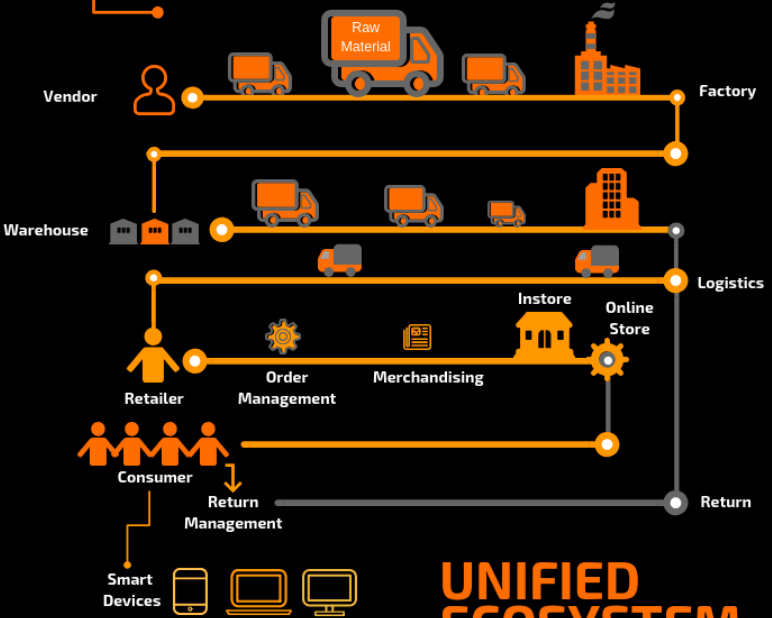 Raw
Material
Vendor
Factory
Warehouse
Logistics
Instore
Online
Store
Order
Management
Merchandising
Retailer
Consumer
Return
Management
Return
Smart
Devices
UNIFIED
ECOSYSTEM